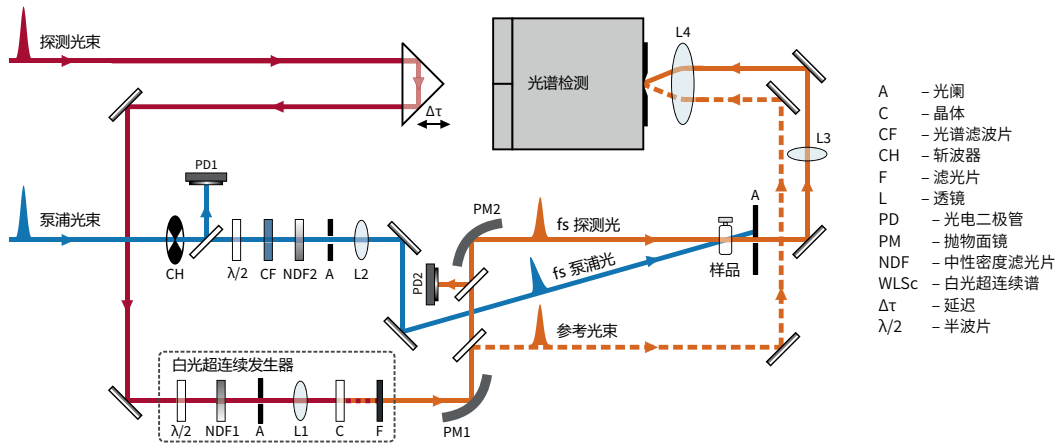 探测光束
Δτ
光谱检测
L4
L3
PD1
泵浦光束
CH
λ/2
CF
NDF2
A
L2
PD2
PM2
fs 探测光
fs 泵浦光
样品
A
参考光束
白光超连续发生器
λ/2
NDF1
A
L1
C
F
PM1
A – 光阑
C – 晶体
CF – 光谱滤波片
CH – 斩波器
F – 滤光片
L – 透镜
PD – 光电二极管
PM – 抛物面镜
NDF – 中性密度滤光片
WLSc – 白光超连续谱
Δτ – 延迟
λ/2 – 半波片